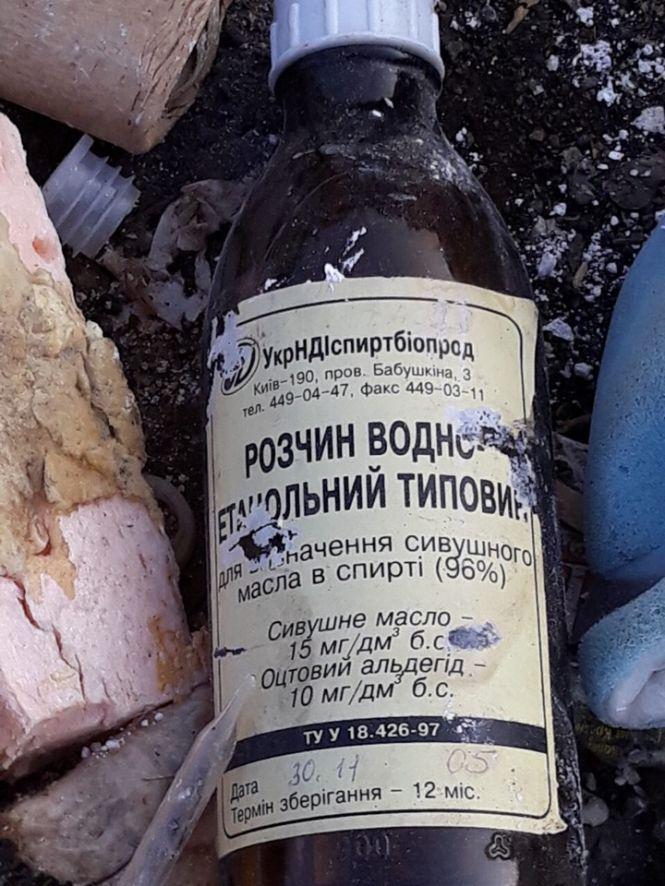 УкрНДІспиртбіопрод
Київ-190, пров. Бабушкіна, 3
тел. 449-04-47, факс 449-03-11
РОЗЧИН ВОДНО-
ЕТАНОЛЬНИЙ ТИПОВИЙ
для визначення сивушного
масла в спирті (96%)
Сивушне масло -
15 мг/дм³ б.с.
Оцтовий альдегід -
10 мг/дм³ б.с.
ТУ У 18.426-97
Дата 30.11 05
Термін зберігання - 12 міс.